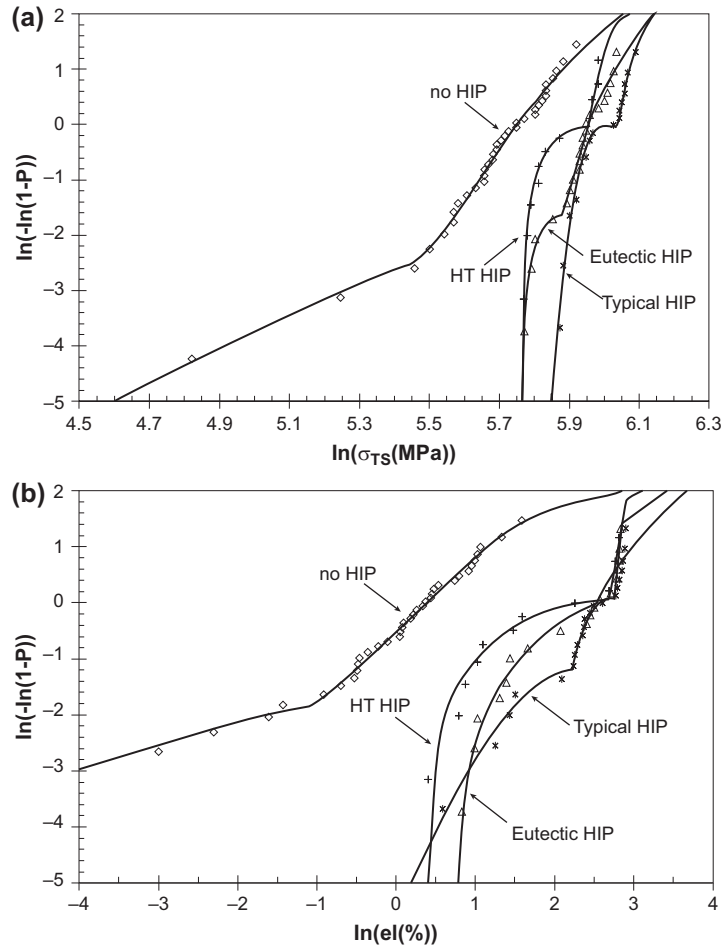 (a)
2
1
0
–1
–2
–3
–4
–5
ln(-ln(1-P))
no HIP
HT HIP
Eutectic HIP
Typical HIP
4.5 4.7 4.9 5.1 5.3 5.5 5.7 5.9 6.1 6.3
ln(σTS(MPa))
(b)
2
1
0
–1
–2
–3
–4
–5
ln(-ln(1-P))
no HIP
HT HIP
Typical HIP
Eutectic HIP
–4 –3 –2 –1 0 1 2 3 4
ln(el(%))